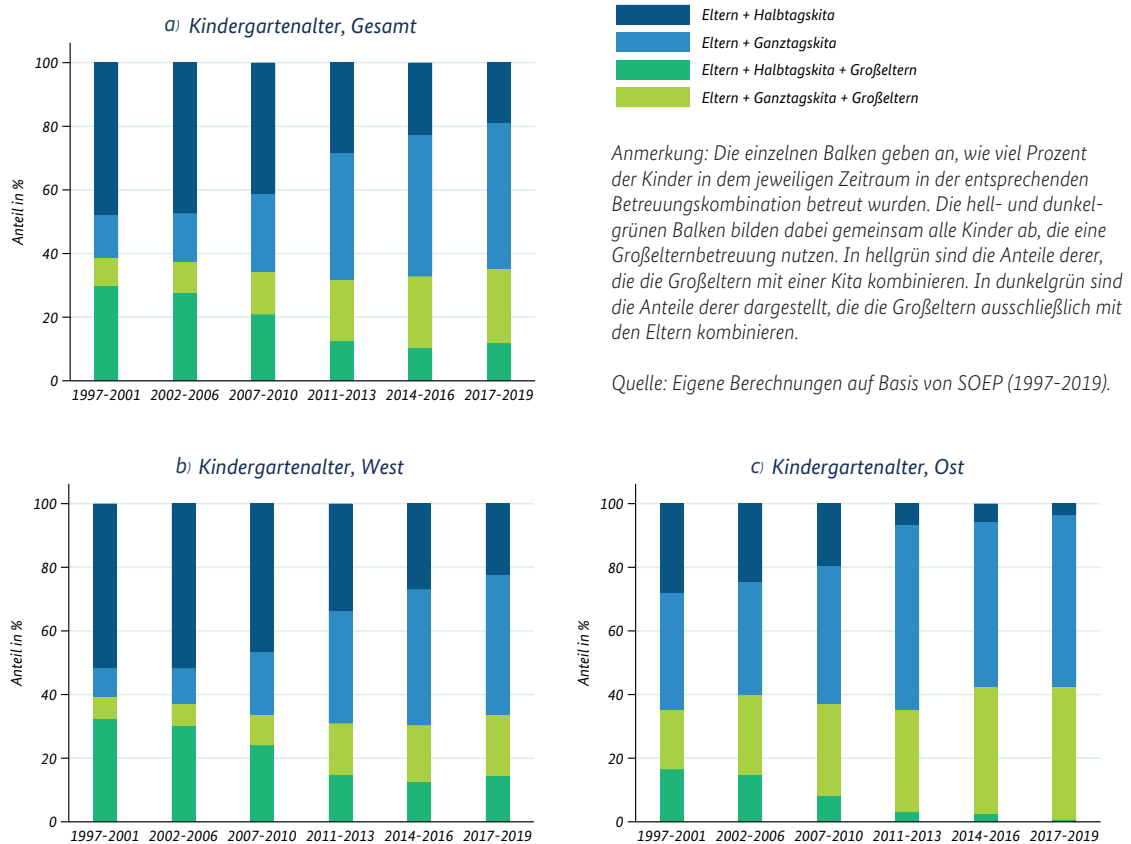 a) Kindergartenalter, Gesamt
Anteil in %
100
80
60
40
20
0
1997-2001 2002-2006 2007-2010 2011-2013 2014-2016 2017-2019
Eltern + Halbtagskita
Eltern + Ganztagskita
Eltern + Halbtagskita + Großeltern
Eltern + Ganztagskita + Großeltern
Anmerkung: Die einzelnen Balken geben an, wie viel Prozent
der Kinder in dem jeweiligen Zeitraum in der entsprechenden
Betreuungskombination betreut wurden. Die hell- und dunkel-
grünen Balken bilden dabei gemeinsam alle Kinder ab, die eine
Großelternbetreuung nutzen. In hellgrün sind die Anteile derer,
die die Großeltern mit einer Kita kombinieren. In dunkelgrün sind
die Anteile derer dargestellt, die die Großeltern ausschließlich mit
den Eltern kombinieren.
Quelle: Eigene Berechnungen auf Basis von SOEP (1997-2019).
b) Kindergartenalter, West
Anteil in %
100
80
60
40
20
0
1997-2001 2002-2006 2007-2010 2011-2013 2014-2016 2017-2019
c) Kindergartenalter, Ost
Anteil in %
100
80
60
40
20
0
1997-2001 2002-2006 2007-2010 2011-2013 2014-2016 2017-2019